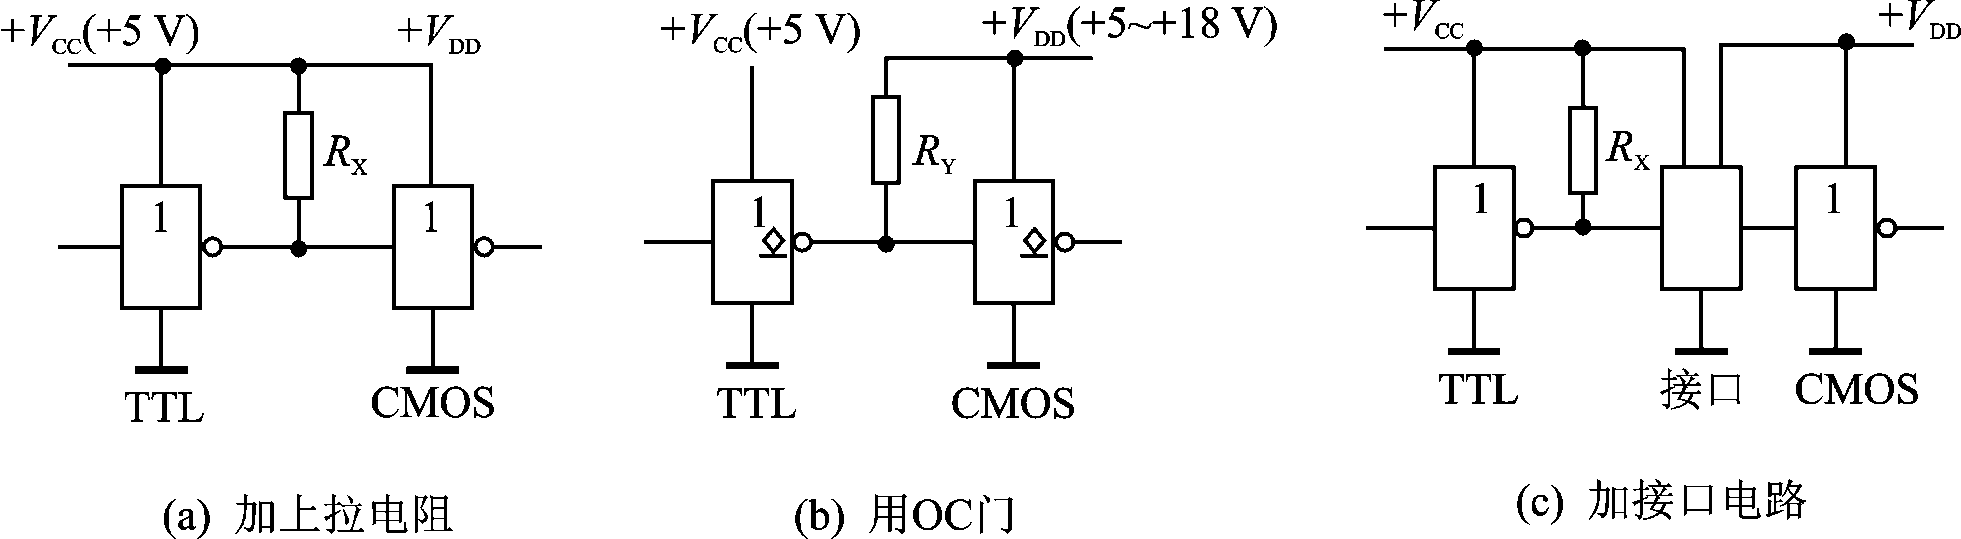 +VCC(+5 V)
+VDD
1
RX
1
TTL
CMOS
(a) 加上拉电阻
+VCC(+5 V)
+VDD(+5~+18 V)
1
RY
1
TTL
CMOS
(b) 用OC门
+VCC
+VDD
1
RX
1
TTL
接口
CMOS
(c) 加接口电路